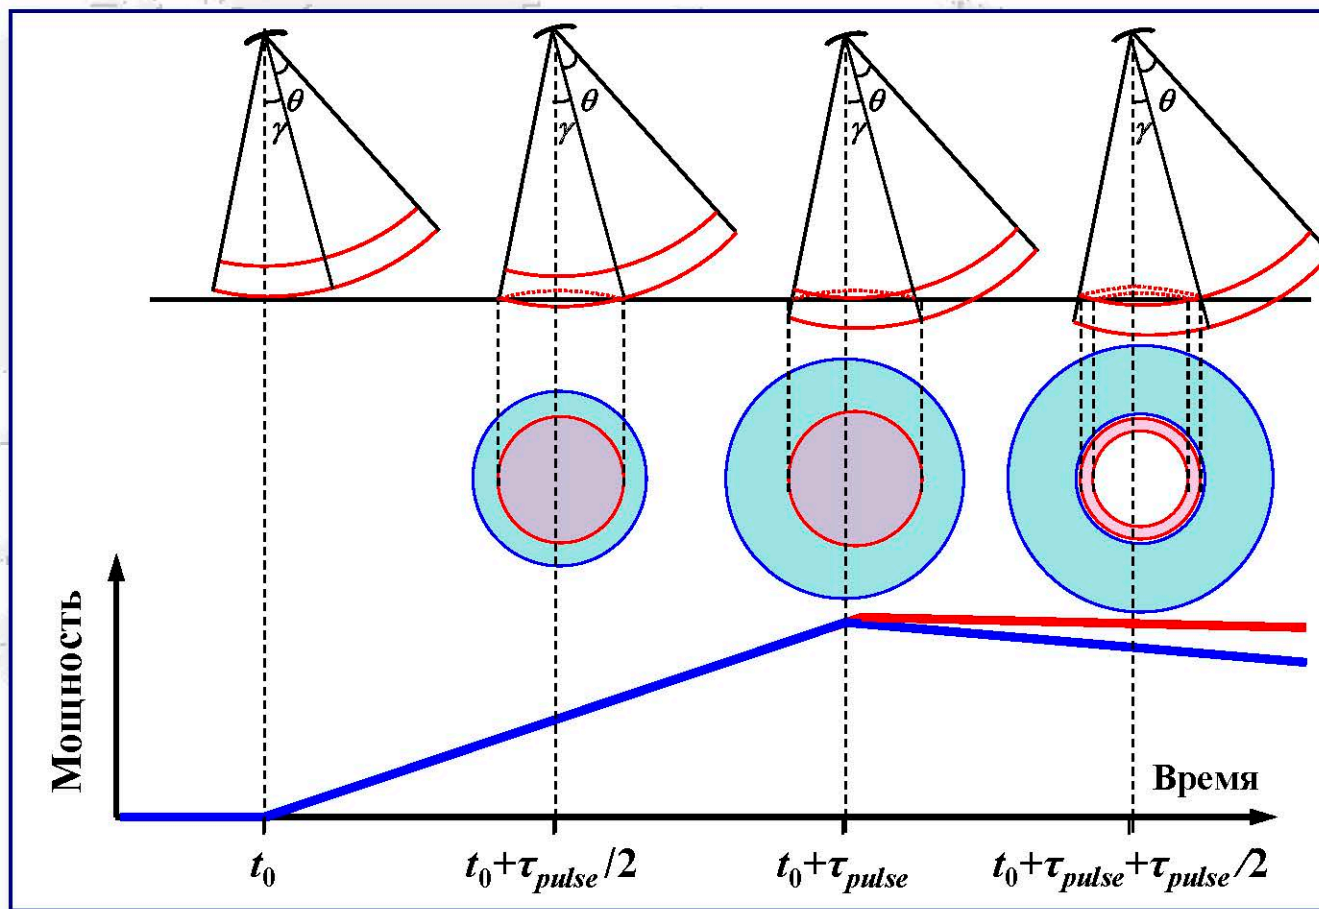 θ θ θ θ
γ γ γ γ
Мощность
Время
t₀ t₀+τₚᵤₗₛₑ/2 t₀+τₚᵤₗₛₑ t₀+τₚᵤₗₛₑ+τₚᵤₗₛₑ/2